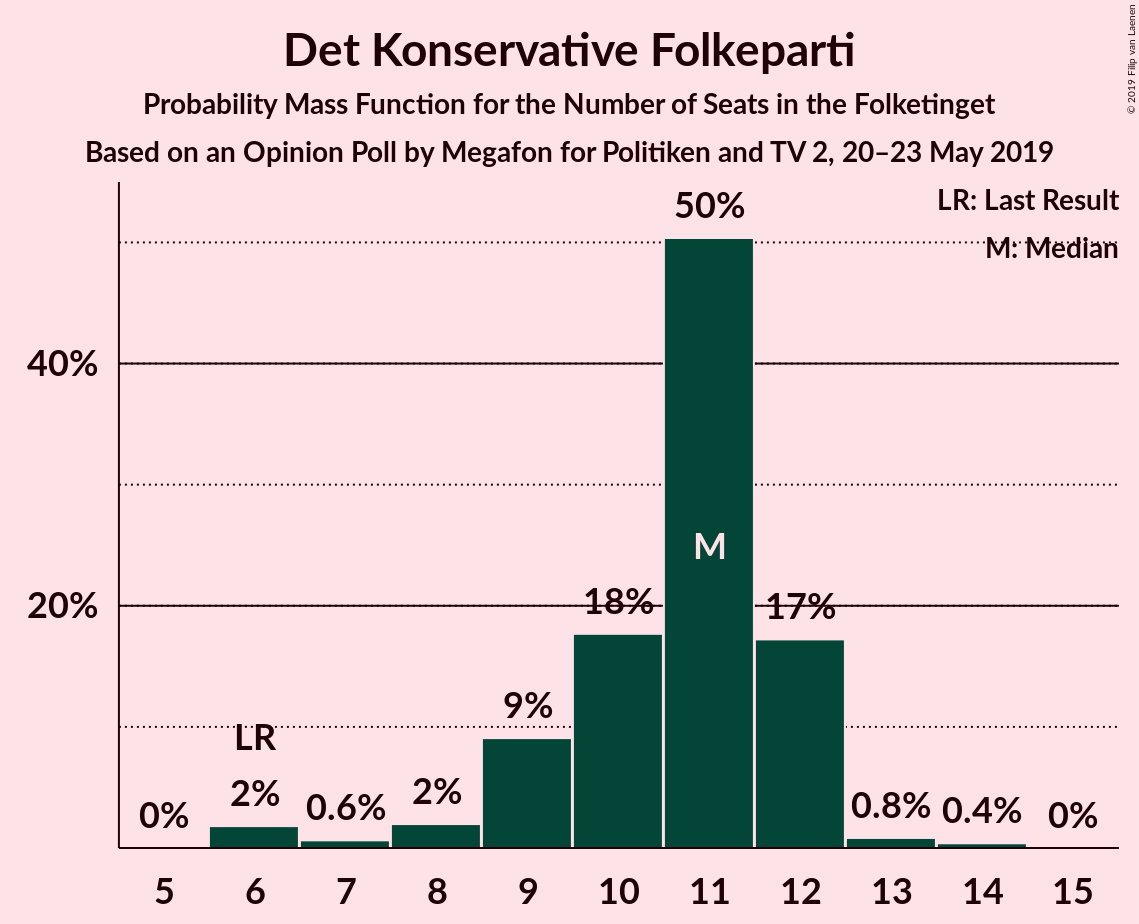 Det Konservative Folkeparti
Probability Mass Function for the Number of Seats in the Folketinget
Based on an Opinion Poll by Megafon for Politiken and TV 2, 20–23 May 2019
© 2019 Filip van Laenen
LR: Last Result
M: Median
50%
40%
M
20%
18%
17%
9%
LR
0%
2%
0.6%
2%
0.8%
0.4%
0%
5 6 7 8 9 10 11 12 13 14 15